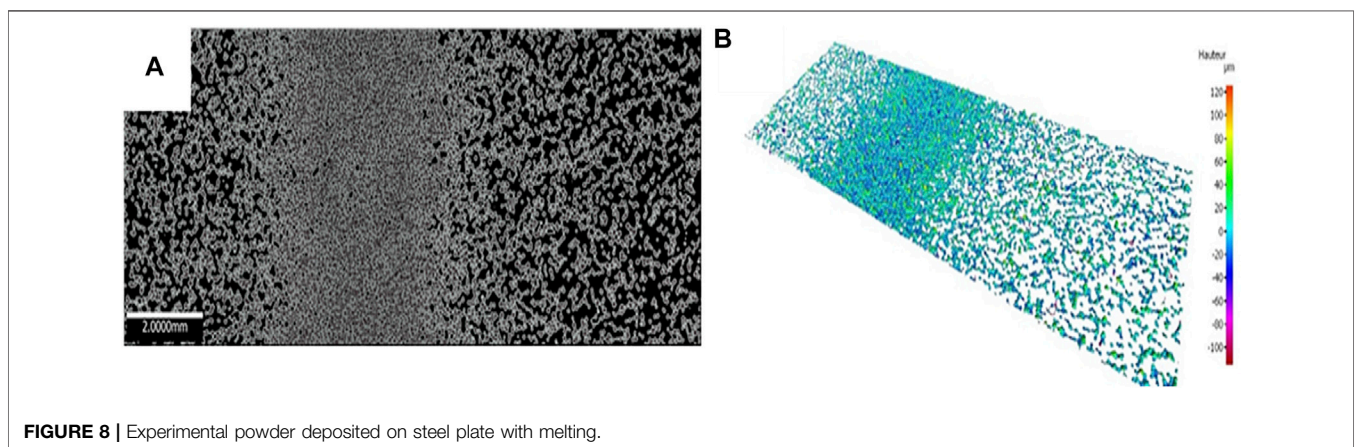 A
2.0000mm
B
Hauteur
µm
120
100
80
60
40
20
0
-20
-40
-60
-80
-100
FIGURE 8 | Experimental powder deposited on steel plate with melting.